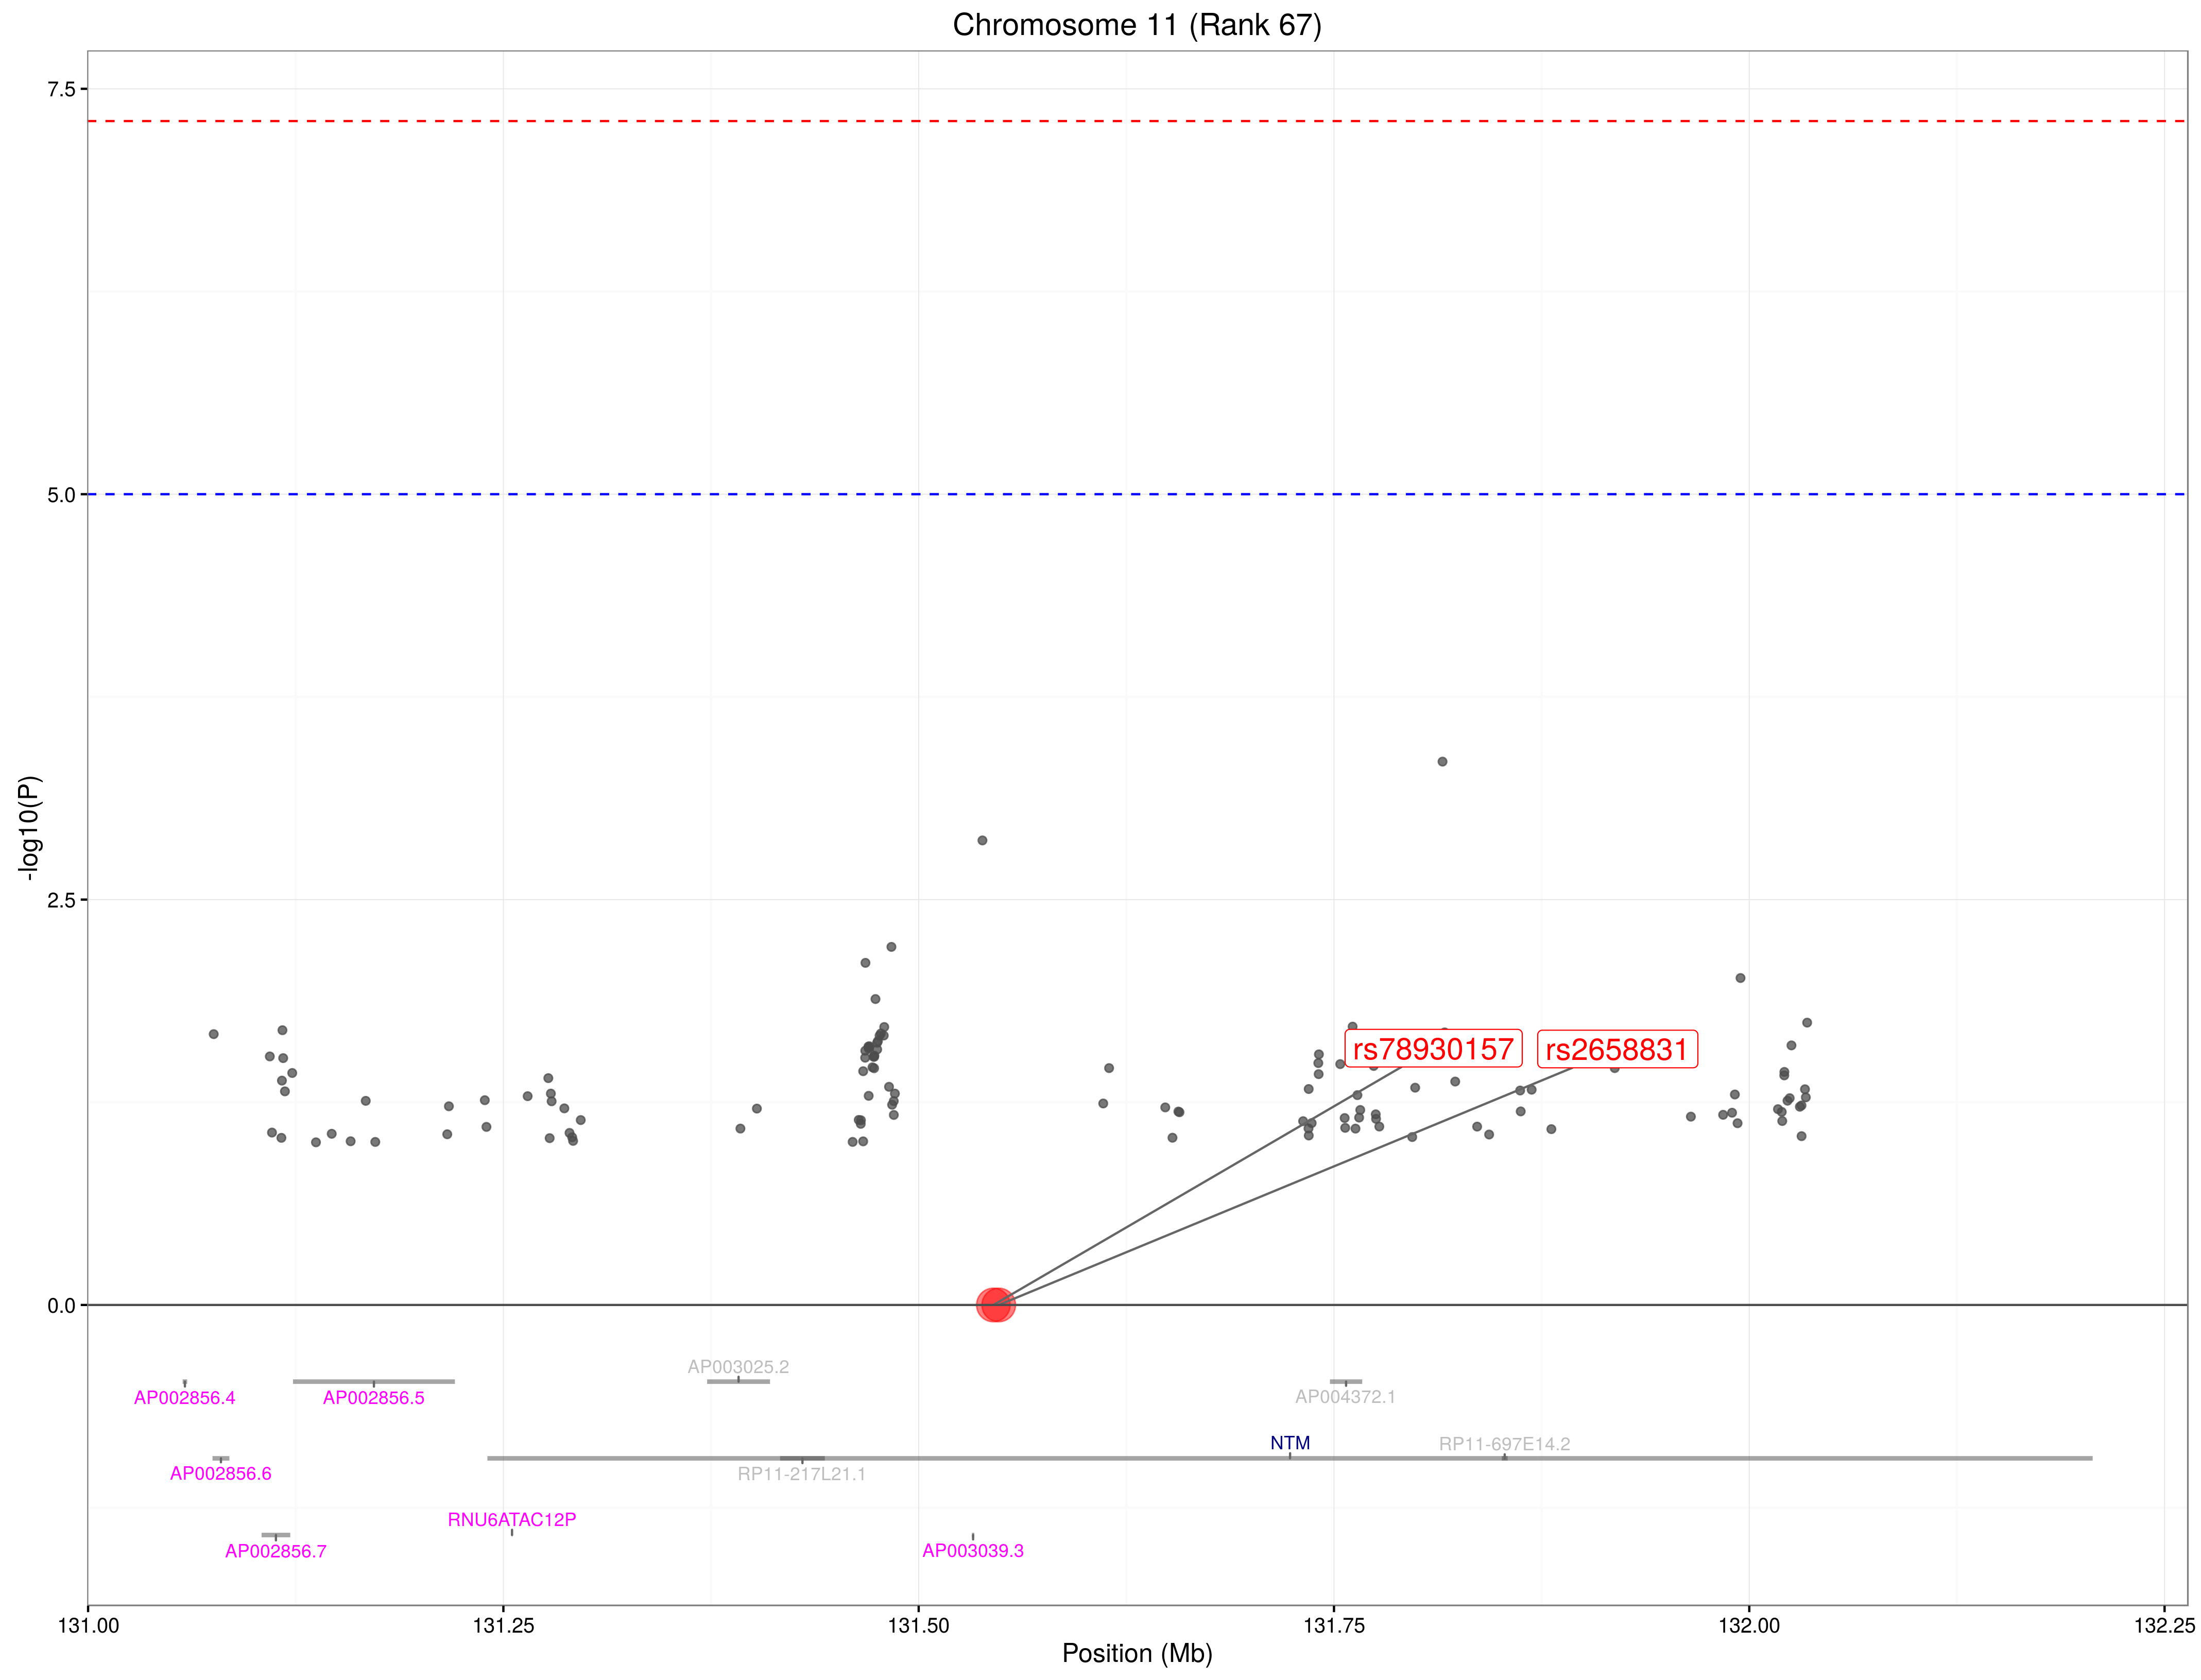 Chromosome 11 (Rank 67)
7.5
5.0
2.5
0.0
-log10(P)
rs78930157
rs2658831
AP003025.2
AP002856.4
AP002856.5
AP004372.1
NTM
RP11-697E14.2
AP002856.6
RP11-217L21.1
RNU6ATAC12P
AP002856.7
AP003039.3
131.00
131.25
131.50
131.75
132.00
132.25
Position (Mb)